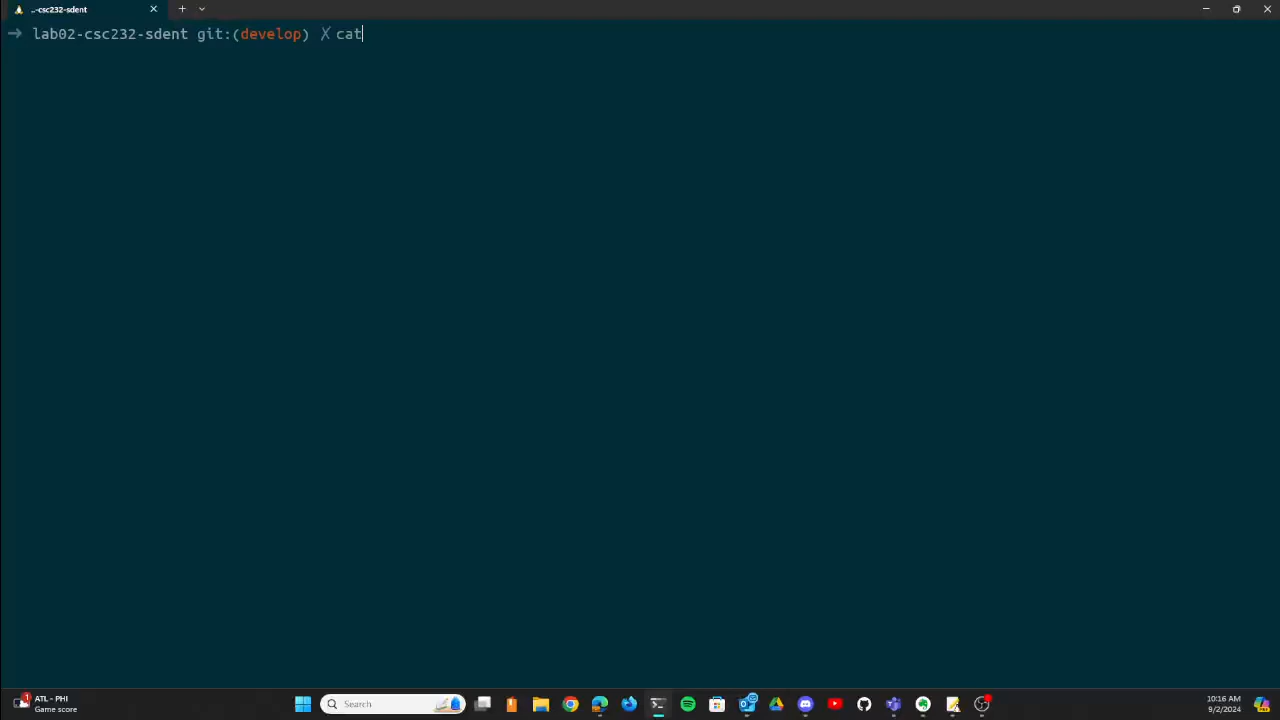 ..-csc232-sdent
➜ lab02-csc232-sdent git:(develop) ✗ cat
1
ATL - PHI
Game score
Search
10:16 AM
9/2/2024